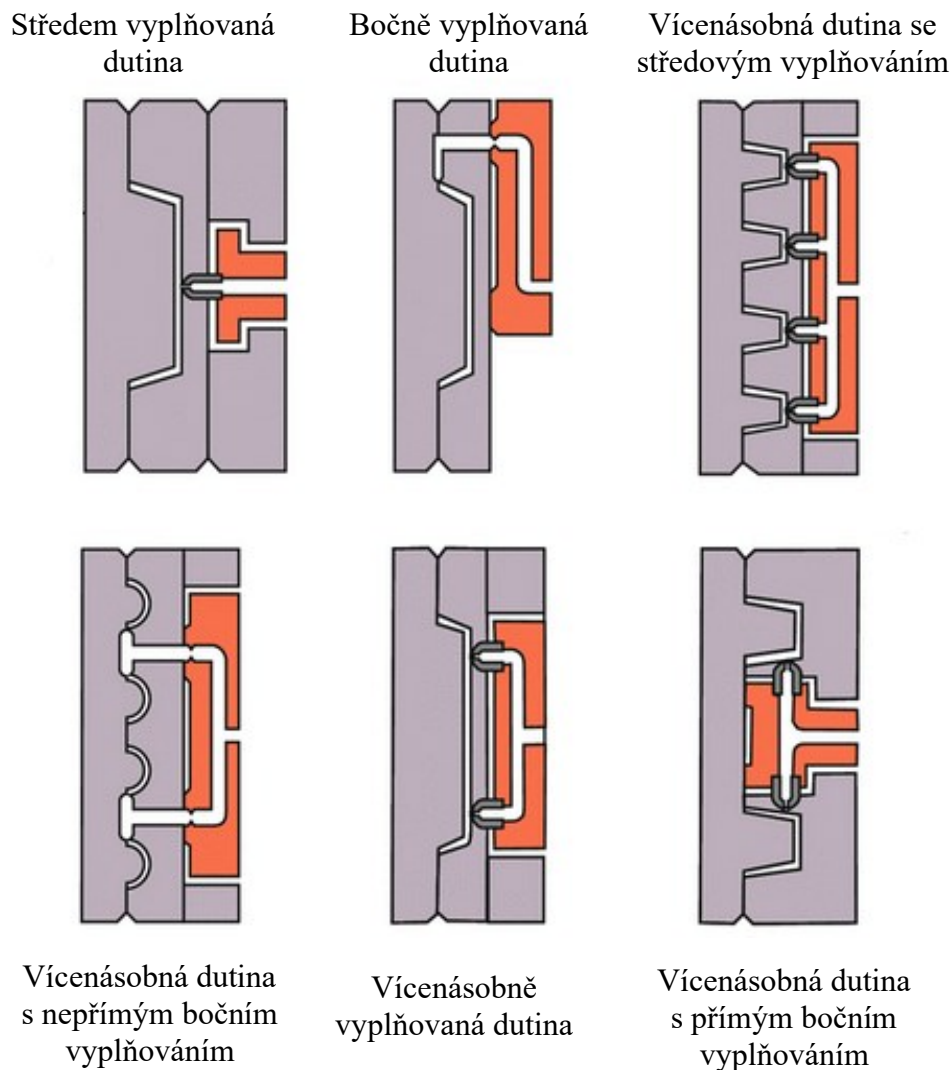 Středem vyplňovaná
dutina
Bočně vyplňovaná
dutina
Vícenásobná dutina se
středovým vyplňováním
Vícenásobná dutina
s nepřímým bočním
vyplňováním
Vícenásobně
vyplňovaná dutina
Vícenásobná dutina
s přímým bočním
vyplňováním